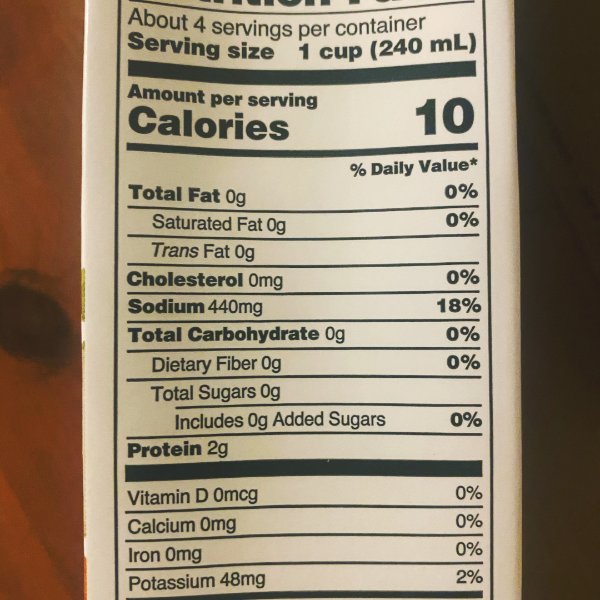 About 4 servings per container
Serving size 1 cup (240 mL)
Amount per serving
Calories 10
% Daily Value*
Total Fat 0g 0%
Saturated Fat 0g 0%
Trans Fat 0g
Cholesterol 0mg 0%
Sodium 440mg 18%
Total Carbohydrate 0g 0%
Dietary Fiber 0g 0%
Total Sugars 0g
Includes 0g Added Sugars 0%
Protein 2g
Vitamin D 0mcg 0%
Calcium 0mg 0%
Iron 0mg 0%
Potassium 48mg 2%